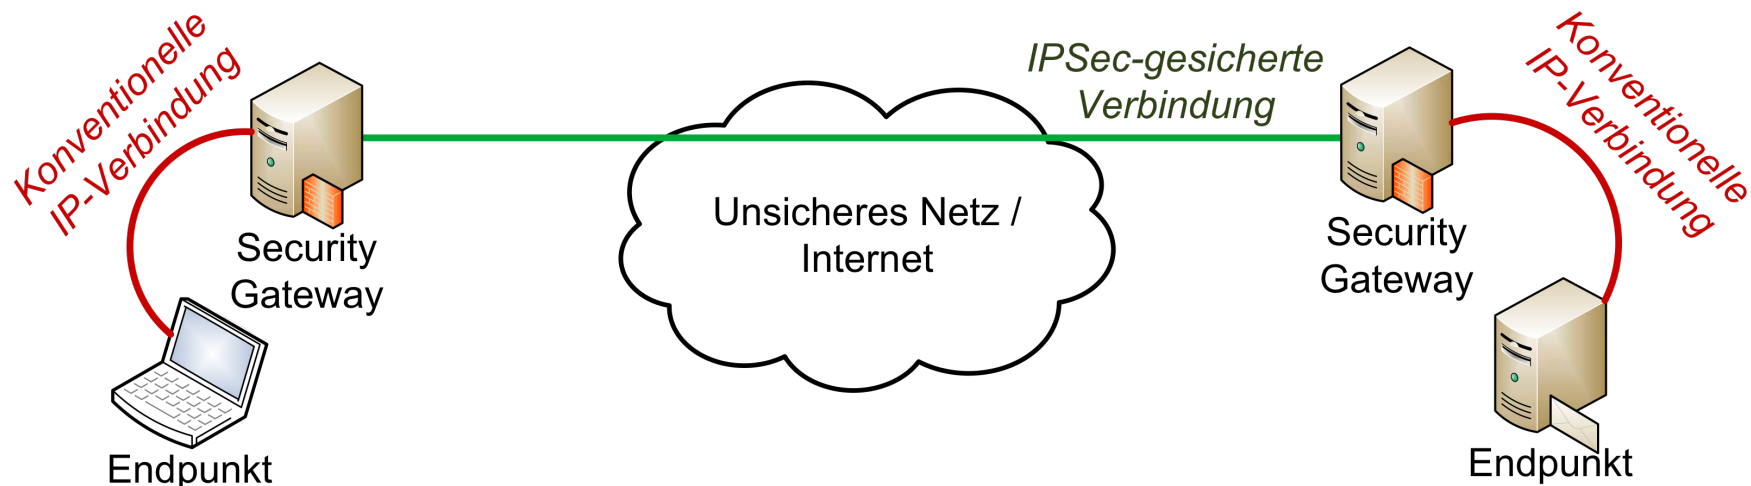 Konventionelle
IP-Verbindung
Security
Gateway
Endpunkt
Unsicheres Netz /
Internet
IPSec-gesicherte
Verbindung
Security
Gateway
Konventionelle
IP-Verbindung
Endpunkt